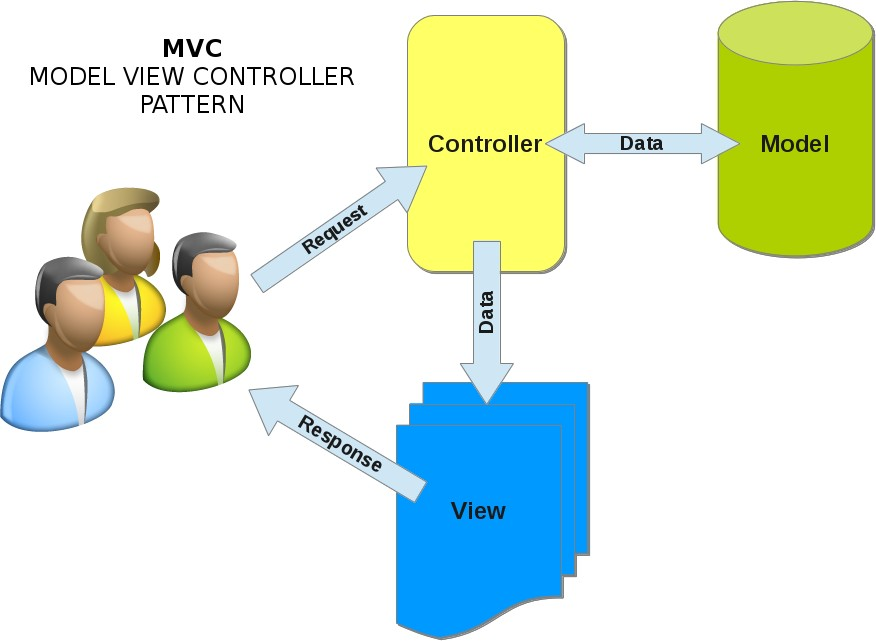 MVC
MODEL VIEW CONTROLLER
PATTERN
Controller
Data
Model
Request
Data
Response
View